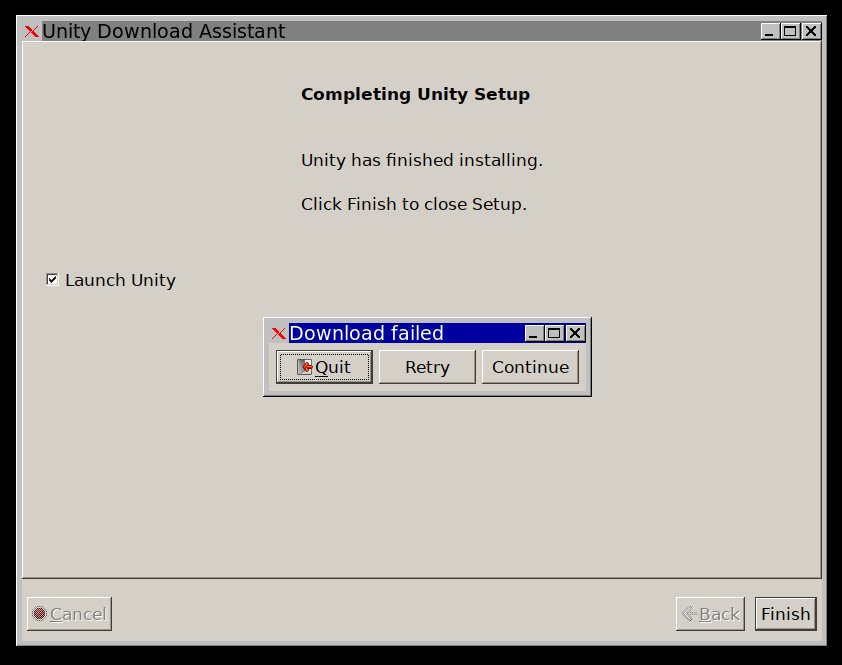 Unity Download Assistant
Completing Unity Setup
Unity has finished installing.
Click Finish to close Setup.
Launch Unity
Download failed
Quit Retry Continue
Cancel Back Finish